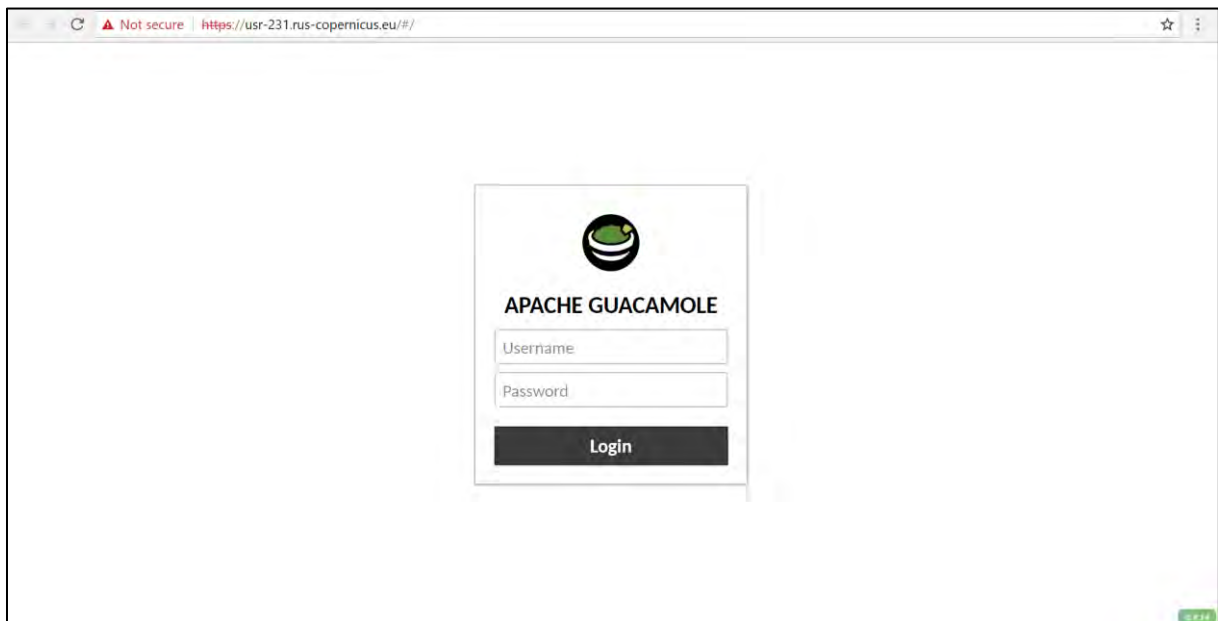 Not secure https://usr-231.rus-copernicus.eu/#/
APACHE GUACAMOLE
Username
Password
Login